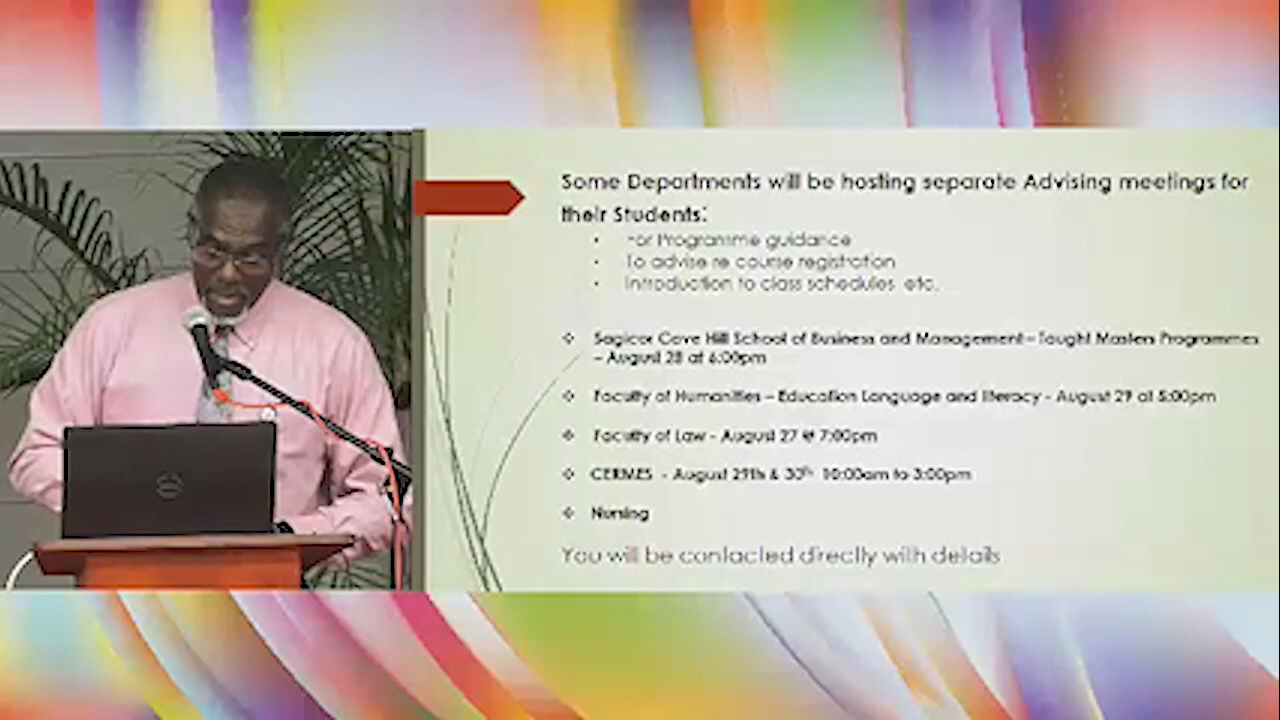 Some Departments will be hosting separate Advising meetings for
their Students:
• For Programme guidance
• To advise re course registration
• Introduction to class schedules etc.
❖ Sagicor Cave Hill School of Business and Management– Taught Masters Programmes
– August 28 at 6:00pm
❖ Faculty of Humanities – Education Language and literacy - August 29 at 5:00pm
❖ Faculty of Law - August 27 @ 7:00pm
❖ CERMES - August 29th & 30th 10:00am to 3:00pm
❖ Nursing
You will be contacted directly with details